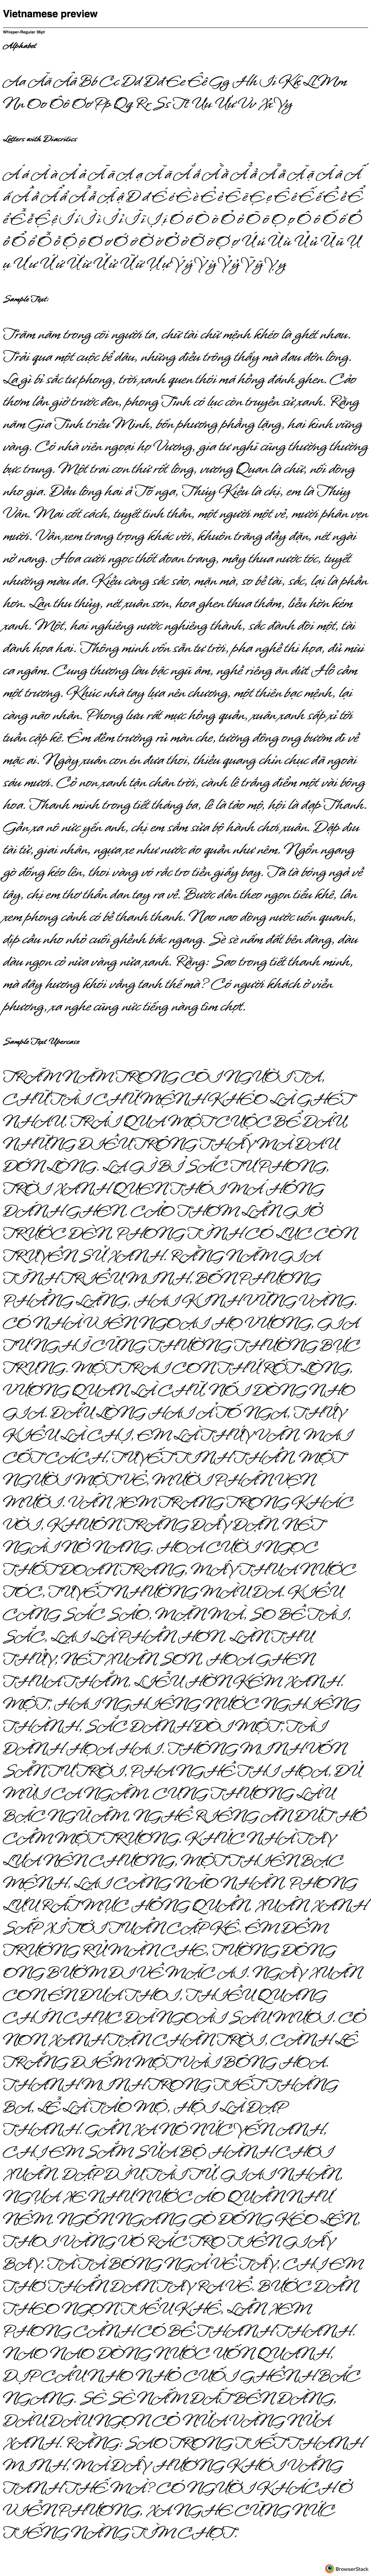 Vietnamese preview
Whisper-Regular 36pt
Alphabet
Aa Ăă Ââ Bb Cc Dd Đđ Ee Êê Gg Hh Ii Kk Ll Mm
Nn Oo Ôô Ơơ Pp Qq Rr Ss Tt Uu Ưư Vv Xx Yy
Letters with Diacritics
Á á À à Ả ả Ã ã Ạ ạ Ă ă Ắ ắ Ằ ằ Ẳ ẳ Ẵ ẵ Ặ ặ Â â Ấ
ấ Ầ ầ Ẩ ẩ Ẫ ẫ Ậ ậ Đ đ É é È è Ẻ ẻ Ẽ ẽ Ẹ ẹ Ê ê Ế ế Ề ề Ể
ể Ễ ễ Ệ ệ Í í Ì ì Ỉ ỉ Ĩ ĩ Ị ị Ó ó Ò ò Ỏ ỏ Õ õ Ọ ọ Ô ô Ố ố Ồ
ồ Ổ ổ Ỗ ỗ Ộ ộ Ơ ơ Ớ ớ Ờ ờ Ở ở Ỡ ỡ Ợ ợ Ú ú Ù ù Ủ ủ Ũ ũ Ụ
ụ Ư ư Ứ ứ Ừ ừ Ử ử Ữ ữ Ự ự Ý ý Ỳ ỳ Ỷ ỷ Ỹ ỹ Ỵ ỵ
Sample Text:
Trăm năm trong cõi người ta, chữ tài chữ mệnh khéo là ghét nhau.
Trải qua một cuộc bể dâu, những điều trông thấy mà đau đớn lòng.
Lạ gì bỉ sắc tư phong, trời xanh quen thói má hồng đánh ghen. Cảo
thơm lần giở trước đèn, phong Tình có lục còn truyền sử xanh. Rằng
năm Gia Tĩnh triều Minh, bốn phương phẳng lặng, hai kinh vững
vàng. Có nhà viên ngoại họ Vương, gia tư nghĩ cũng thường thường
bực trung. Một trai con thứ rốt lòng, vương Quan là chữ, nối dòng
nho gia. Đầu lòng hai ả Tố nga, Thúy Kiều là chị, em là Thúy
Vân. Mai cốt cách, tuyết tinh thần, một người một vẻ, mười phân vẹn
mười. Vân xem trang trọng khác vời, khuôn trăng đầy đặn, nét ngài
nở nang. Hoa cười ngọc thốt đoan trang, mây thua nước tóc, tuyết
nhường màu da. Kiều càng sắc sảo, mặn mà, so bề tài, sắc, lại là phần
hơn. Làn thu thủy, nét xuân sơn, hoa ghen thua thắm, liễu hờn kém
xanh. Một, hai nghiêng nước nghiêng thành, sắc đành đòi một, tài
đành họa hai. Thông minh vốn sẵn tư trời, pha nghề thi họa, đủ mùi
ca ngâm. Cung thương làu bậc ngũ âm, nghề riêng ăn đứt Hồ cầm
một trương. Khúc nhà tay lựa nên chương, một thiên bạc mệnh, lại
càng não nhân. Phong lưu rất mực hồng quần, xuân xanh sấp xỉ tới
tuần cập kê. Êm đềm trướng rủ màn che, tường đông ong bướm đi về
mặc ai. Ngày xuân con én đưa thoi, thiều quang chín chục đã ngoài
sáu mươi. Cỏ non xanh tận chân trời, cành lê trắng điểm một vài bông
hoa. Thanh minh trong tiết tháng ba, lễ là tảo mộ, hội là đạp Thanh.
Gần xa nô nức yến anh, chị em sắm sửa bộ hành chơi xuân. Dập dìu
tài tử, giai nhân, ngựa xe như nước áo quần như nêm. Ngổn ngang
gò đống kéo lên, thoi vàng vó rắc tro tiền giấy bay. Tà tà bóng ngả về
tây, chị em thơ thẩn dan tay ra về. Bước dần theo ngọn tiểu khê, lần
xem phong cảnh có bề thanh thanh. Nao nao dòng nước uốn quanh,
dịp cầu nho nhỏ cuối ghềnh bắc ngang. Sè sè nấm đất bên đàng, dàu
dàu ngọn cỏ nửa vàng nửa xanh. Rằng: Sao trong tiết thanh minh,
mà đây hương khói vắng tanh thế mà? Có người khách ở viễn
phương, xa nghe cũng nức tiếng nàng tìm chơi.
Sample Text Upercase
TRĂM NĂM TRONG CÕI NGƯỜI TA,
CHỮ TÀI CHỮ MỆNH KHÉO LÀ GHÉT
NHAU. TRẢI QUA MỘT CUỘC BỂ DÂU,
NHỮNG ĐIỀU TRÔNG THẤY MÀ ĐAU
ĐỚN LÒNG. LẠ GÌ BỈ SẮC TƯ PHONG,
TRỜI XANH QUEN THÓI MÁ HỒNG
ĐÁNH GHEN. CẢO THƠM LẦN GIỞ
TRƯỚC ĐÈN, PHONG TÌNH CÓ LỤC CÒN
TRUYỀN SỬ XANH. RẰNG NĂM GIA
TĨNH TRIỀU MINH, BỐN PHƯƠNG
PHẲNG LẶNG, HAI KINH VỮNG VÀNG.
CÓ NHÀ VIÊN NGOẠI HỌ VƯƠNG, GIA
TƯ NGHĨ CŨNG THƯỜNG THƯỜNG BỰC
TRUNG. MỘT TRAI CON THỨ RỐT LÒNG,
VƯƠNG QUAN LÀ CHỮ, NỐI DÒNG NHO
GIA. ĐẦU LÒNG HAI Ả TỐ NGA, THÚY
KIỀU LÀ CHỊ, EM LÀ THÚY VÂN. MAI
CỐT CÁCH, TUYẾT TINH THẦN, MỘT
NGƯỜI MỘT VẺ, MƯỜI PHÂN VẸN
MƯỜI. VÂN XEM TRANG TRỌNG KHÁC
VỜI, KHUÔN TRĂNG ĐẦY ĐẶN, NÉT
NGÀI NỞ NANG. HOA CƯỜI NGỌC
THỐT ĐOAN TRANG, MÂY THUA NƯỚC
TÓC, TUYẾT NHƯỜNG MÀU DA. KIỀU
CÀNG SẮC SẢO, MẶN MÀ, SO BỀ TÀI,
SẮC, LẠI LÀ PHẦN HƠN. LÀN THU
THỦY, NÉT XUÂN SƠN, HOA GHEN
THUA THẮM, LIỄU HỜN KÉM XANH.
MỘT, HAI NGHIÊNG NƯỚC NGHIÊNG
THÀNH, SẮC ĐÀNH ĐÒI MỘT, TÀI
ĐÀNH HỌA HAI. THÔNG MINH VỐN
SẴN TƯ TRỜI, PHA NGHỀ THI HỌA, ĐỦ
MÙI CA NGÂM. CUNG THƯƠNG LÀU
BẬC NGŨ ÂM, NGHỀ RIÊNG ĂN ĐỨT HỒ
CẦM MỘT TRƯƠNG. KHÚC NHÀ TAY
LỰA NÊN CHƯƠNG, MỘT THIÊN BẠC
MỆNH, LẠI CÀNG NÃO NHÂN. PHONG
LƯU RẤT MỰC HỒNG QUẦN, XUÂN XANH
SẤP XỈ TỚI TUẦN CẬP KÊ. ÊM ĐỀM
TRƯỚNG RỦ MÀN CHE, TƯỜNG ĐÔNG
ONG BƯỚM ĐI VỀ MẶC AI. NGÀY XUÂN
CON ÉN ĐƯA THOI, THIỀU QUANG
CHÍN CHỤC ĐÃ NGOÀI SÁU MƯƠI. CỎ
NON XANH TẬN CHÂN TRỜI, CÀNH LÊ
TRẮNG ĐIỂM MỘT VÀI BÔNG HOA.
THANH MINH TRONG TIẾT THÁNG
BA, LỄ LÀ TẢO MỘ, HỘI LÀ ĐẠP
THANH. GẦN XA NÔ NỨC YẾN ANH,
CHỊ EM SẮM SỬA BỘ HÀNH CHƠI
XUÂN. DẬP DÌU TÀI TỬ, GIAI NHÂN,
NGỰA XE NHƯ NƯỚC ÁO QUẦN NHƯ
NÊM. NGỔN NGANG GÒ ĐỐNG KÉO LÊN,
THOI VÀNG VÓ RẮC TRO TIỀN GIẤY
BAY. TÀ TÀ BÓNG NGẢ VỀ TÂY, CHỊ EM
THƠ THẨN DAN TAY RA VỀ. BƯỚC DẦN
THEO NGỌN TIỂU KHÊ, LẦN XEM
PHONG CẢNH CÓ BỀ THANH THANH.
NAO NAO DÒNG NƯỚC UỐN QUANH,
DỊP CẦU NHO NHỎ CUỐI GHỀNH BẮC
NGANG. SÈ SÈ NẤM ĐẤT BÊN ĐÀNG,
DÀU DÀU NGỌN CỎ NỬA VÀNG NỬA
XANH. RẰNG: SAO TRONG TIẾT THANH
MINH, MÀ ĐÂY HƯƠNG KHÓI VẮNG
TANH THẾ MÀ? CÓ NGƯỜI KHÁCH Ở
VIỄN PHƯƠNG, XA NGHE CŨNG NỨC
TIẾNG NÀNG TÌM CHƠI.
BrowserStack